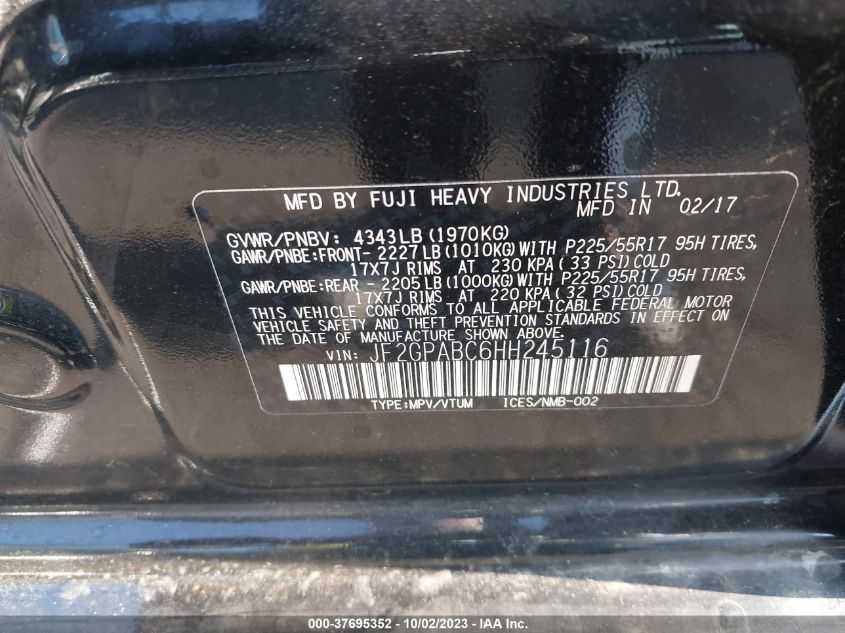 MFD BY FUJI HEAVY INDUSTRIES LTD.
MFD IN 02/17
GVWR/PNBV: 4343LB (1970KG)
GAWR/PNBE:FRONT- 2227LB(1010KG)WITH P225/55R17 95H TIRES,
17X7J RIMS AT 230 KPA( 33 PSI)COLD
GAWR/PNBE:REAR - 2205LB(1000KG)WITH P225/55R17 95H TIRES,
17X7J RIMS AT 220 KPA( 32 PSI)COLD
THIS VEHICLE CONFORMS TO ALL APPLICABLE FEDERAL MOTOR
VEHICLE SAFETY AND THEFT PREVENTION STANDARDS IN EFFECT ON
THE DATE OF MANUFACTURE SHOWN ABOVE.
VIN: JF2GPABC6HH245116
TYPE:MPV/VTUM ICES/NMB-002
000-37695352 - 10/02/2023 - IAA Inc.